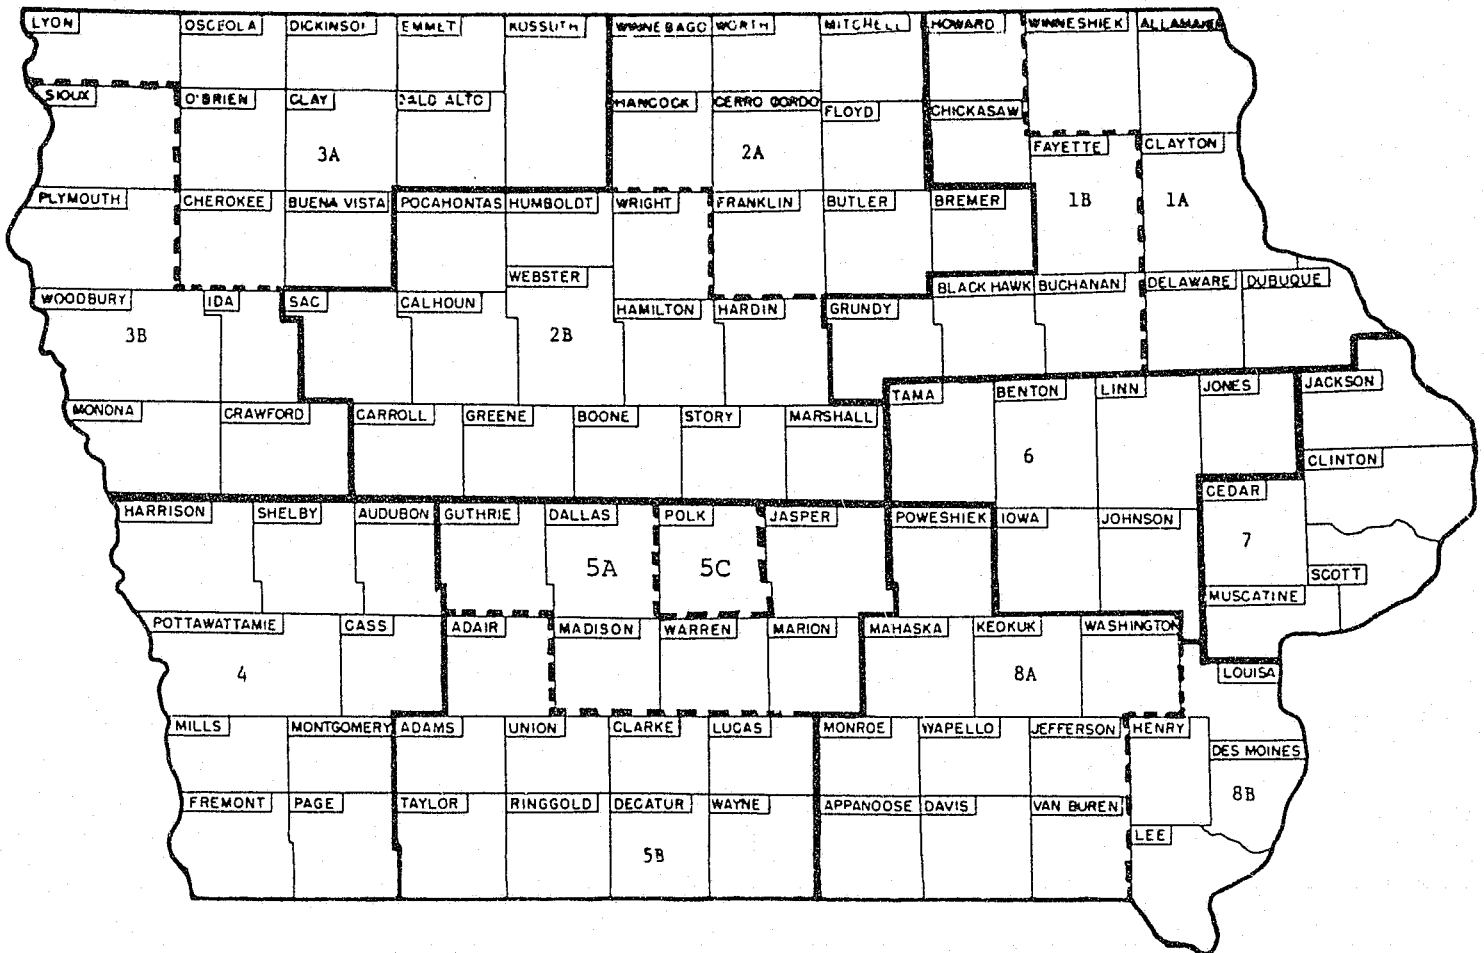 LYON OSCEOLA DICKINSON EMMET KOSSUTH WINNEBAGO WORTH MITCHELL HOWARD WINNESHIEK ALLAMAKEE
SIOUX O'BRIEN CLAY PALO ALTO HANCOCK CERRO GORDO FLOYD CHICKASAW
FAYETTE CLAYTON
3A 2A
PLYMOUTH CHEROKEE BUENA VISTA POCAHONTAS HUMBOLDT WRIGHT FRANKLIN BUTLER BREMER 1B 1A
WEBSTER
BLACK HAWK BUCHANAN DELAWARE DUBUQUE
WOODBURY IDA SAC CALHOUN HAMILTON HARDIN GRUNDY
3B 2B
TAMA BENTON LINN JONES JACKSON
MONONA CRAWFORD CARROLL GREENE BOONE STORY MARSHALL
6 CLINTON
CEDAR
HARRISON SHELBY AUDUBON GUTHRIE DALLAS POLK JASPER POWESHIEK IOWA JOHNSON
7
5A 5C SCOTT
MUSCATINE
POTTAWATTAMIE CASS ADAIR MADISON WARREN MARION MAHASKA KEOKUK WASHINGTON
4 8A LOUISA
MILLS MONTGOMERY ADAMS UNION CLARKE LUCAS MONROE WAPELLO JEFFERSON HENRY
DES MOINES
8B
FREMONT PAGE TAYLOR RINGGOLD DECATUR WAYNE APPANOOSE DAVIS VAN BUREN
LEE
5B